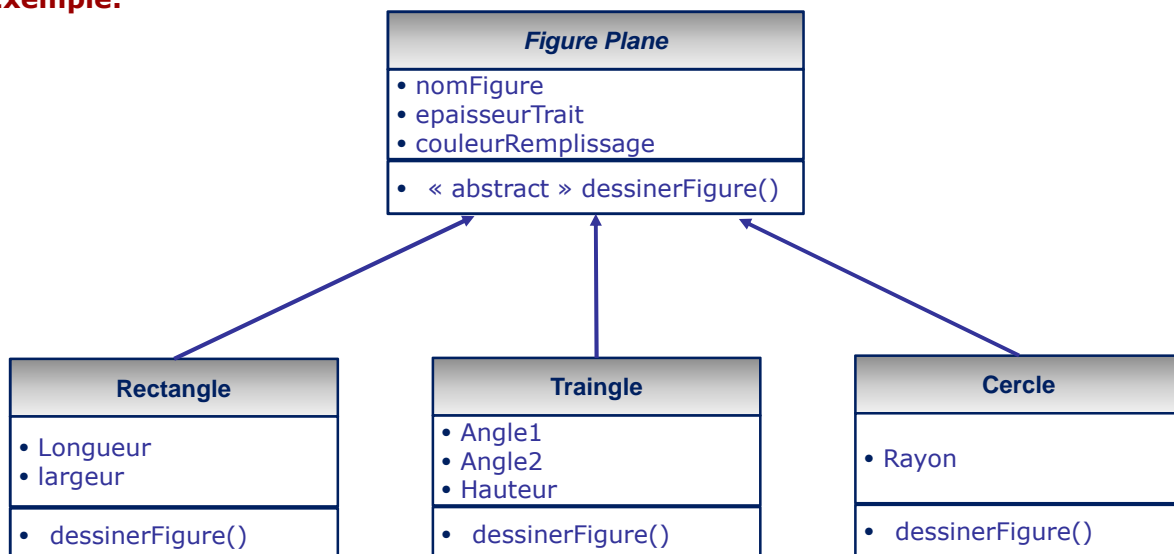 Exemple:
Figure Plane
• nomFigure
• epaisseurTrait
• couleurRemplissage
• « abstract » dessinerFigure()
Rectangle
• Longueur
• largeur
• dessinerFigure()
Traingle
• Angle1
• Angle2
• Hauteur
• dessinerFigure()
Cercle
• Rayon
• dessinerFigure()